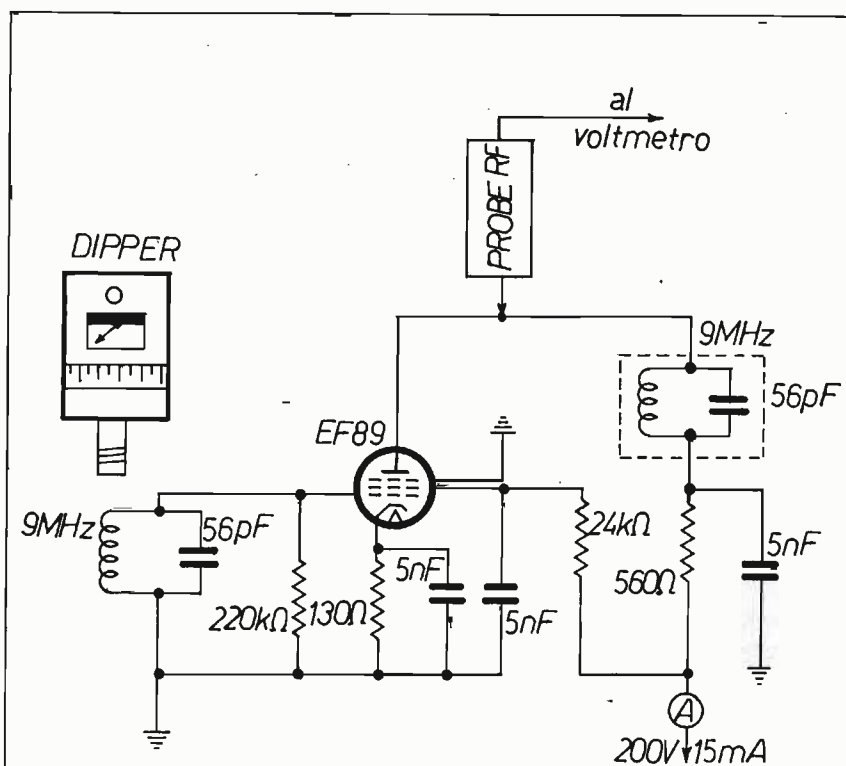 al
voltmetro
PROBE RF
DIPPER
9MHz
56pF
EF89
9MHz
56pF
220kΩ
130Ω
5nF
5nF
24kΩ
560Ω
5nF
A
200V 15mA